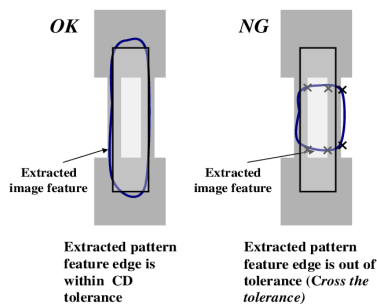 OK
NG
Extracted
image feature
Extracted
image feature
Extracted pattern
feature edge is
within CD
tolerance
Extracted pattern
feature edge is out of
tolerance (Cross the
tolerance)